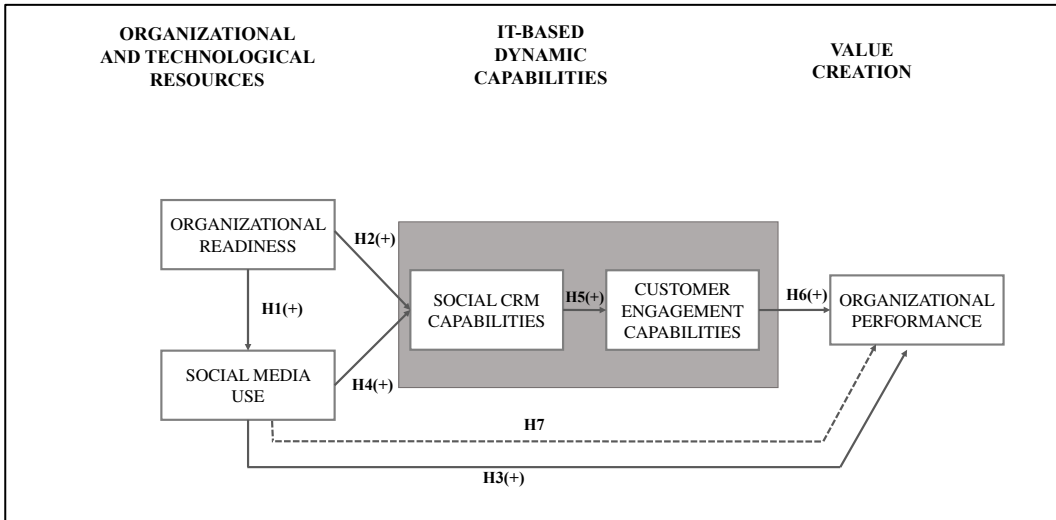 ORGANIZATIONAL
AND TECHNOLOGICAL
RESOURCES
IT-BASED
DYNAMIC
CAPABILITIES
VALUE
CREATION
ORGANIZATIONAL
READINESS
H2(+)
H1(+)
SOCIAL CRM
CAPABILITIES
H5(+)
CUSTOMER
ENGAGEMENT
CAPABILITIES
H6(+)
ORGANIZATIONAL
PERFORMANCE
SOCIAL MEDIA
USE
H4(+)
H7
H3(+)